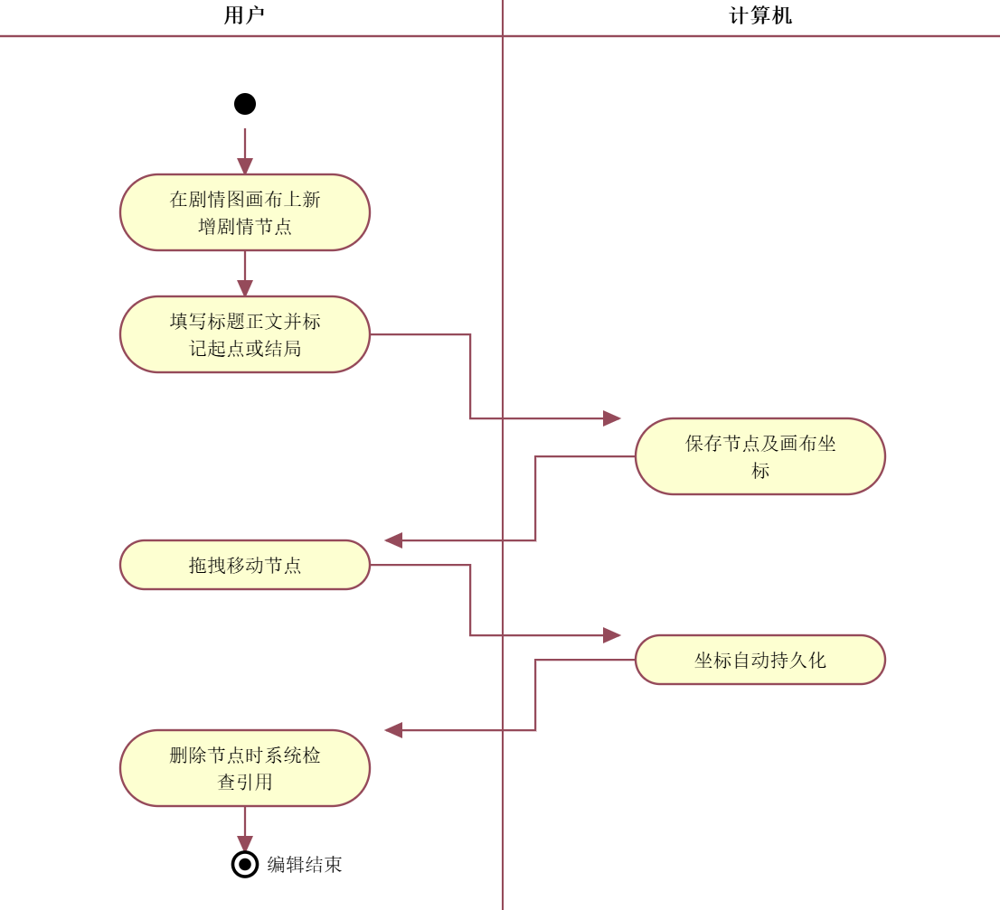 用户
计算机
在剧情图画布上新
增剧情节点
填写标题正文并标
记起点或结局
保存节点及画布坐
标
拖拽移动节点
坐标自动持久化
删除节点时系统检
查引用
编辑结束